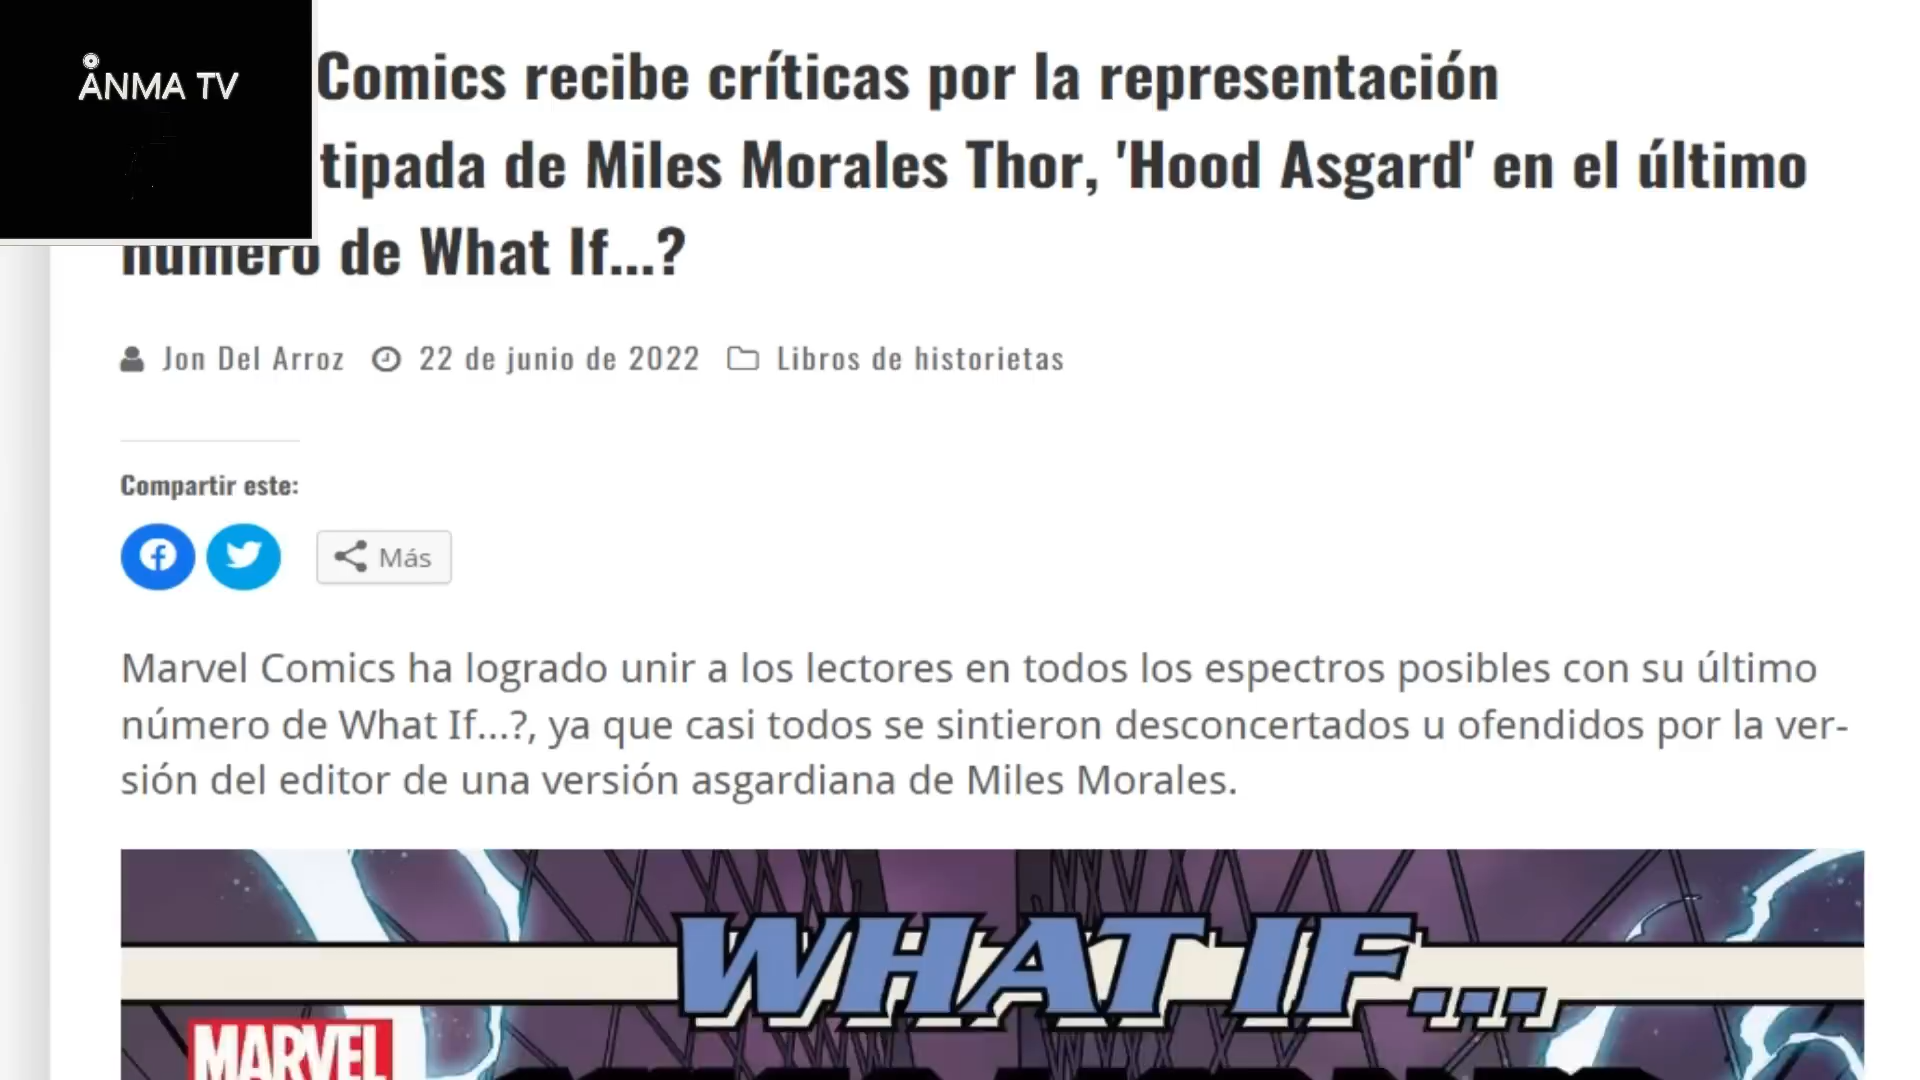 ÅNMA TV
Comics recibe críticas por la representación
tipada de Miles Morales Thor, 'Hood Asgard' en el último
número de What If...?
Jon Del Arroz 22 de junio de 2022 Libros de historietas
Compartir este:
Más
Marvel Comics ha logrado unir a los lectores en todos los espectros posibles con su último
número de What If...?, ya que casi todos se sintieron desconcertados u ofendidos por la ver-
sión del editor de una versión asgardiana de Miles Morales.
WHAT IF...
MARVEL